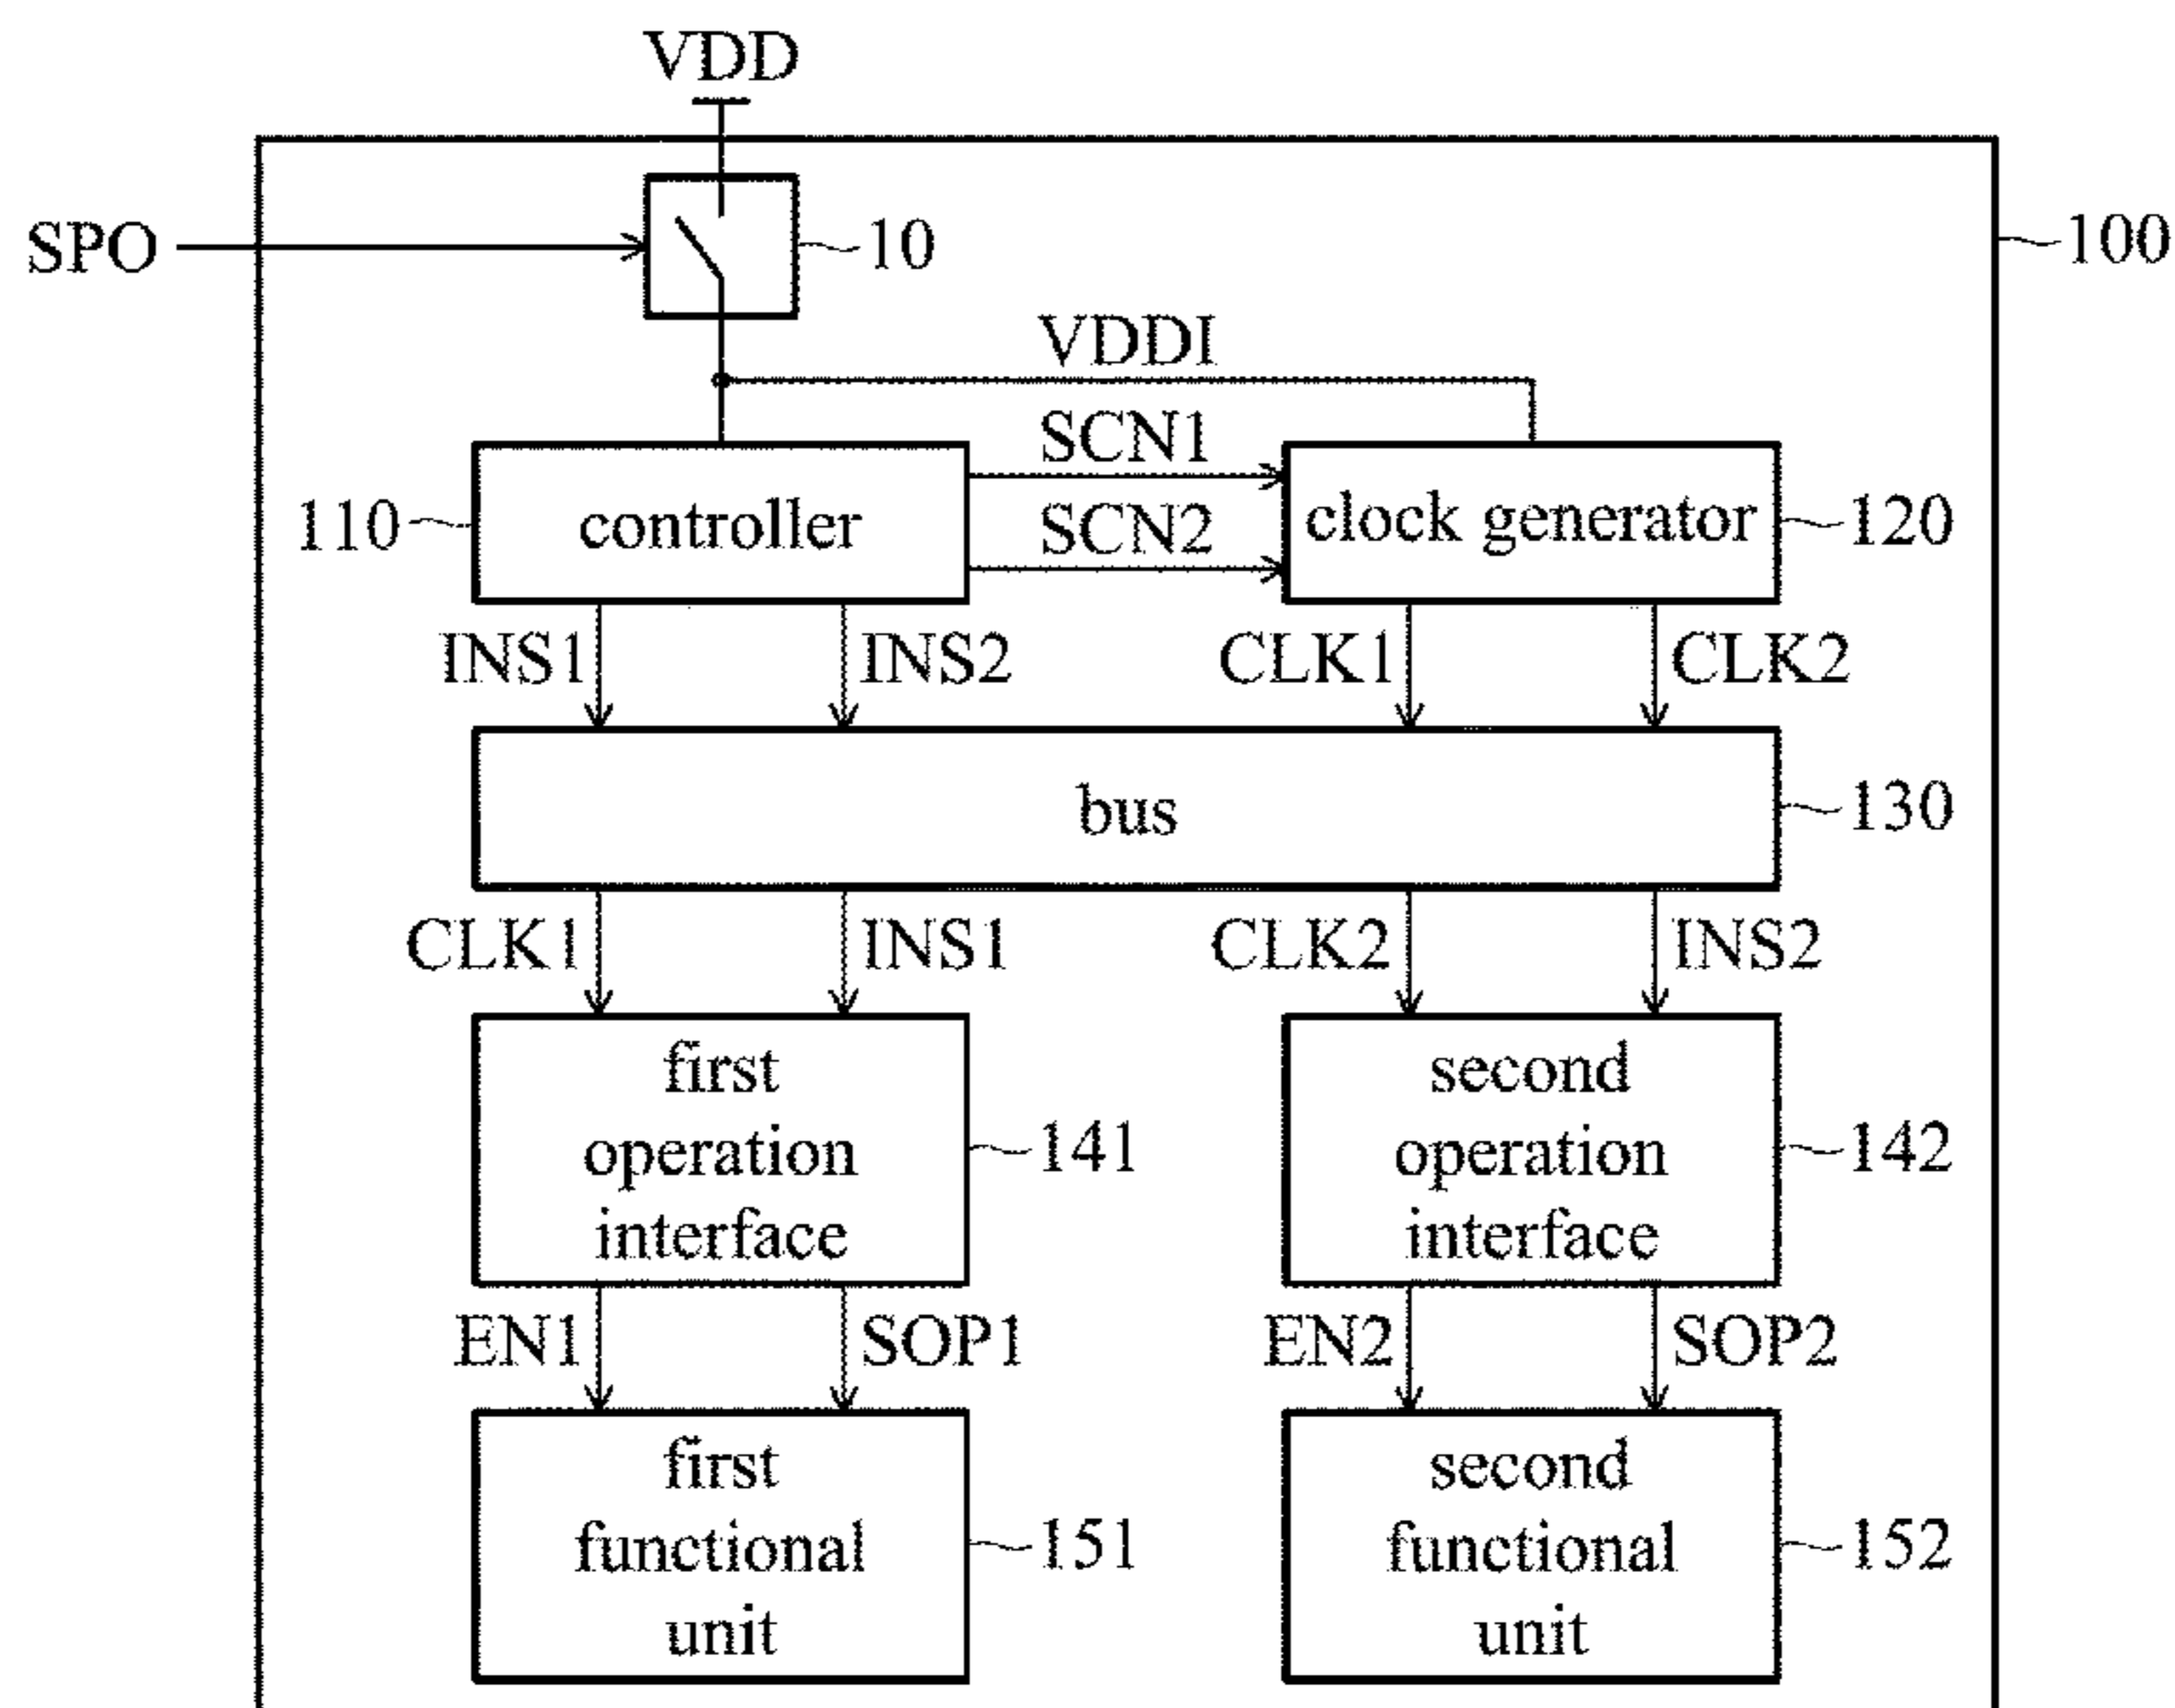 VDD
SPO
10
100
VDDI
SCN1
110
controller
SCN2
clock generator
120
INS1
INS2
CLK1
CLK2
bus
130
CLK1
INS1
CLK2
INS2
first
operation
interface
141
second
operation
interface
142
EN1
SOP1
EN2
SOP2
first
functional
unit
151
second
functional
unit
152